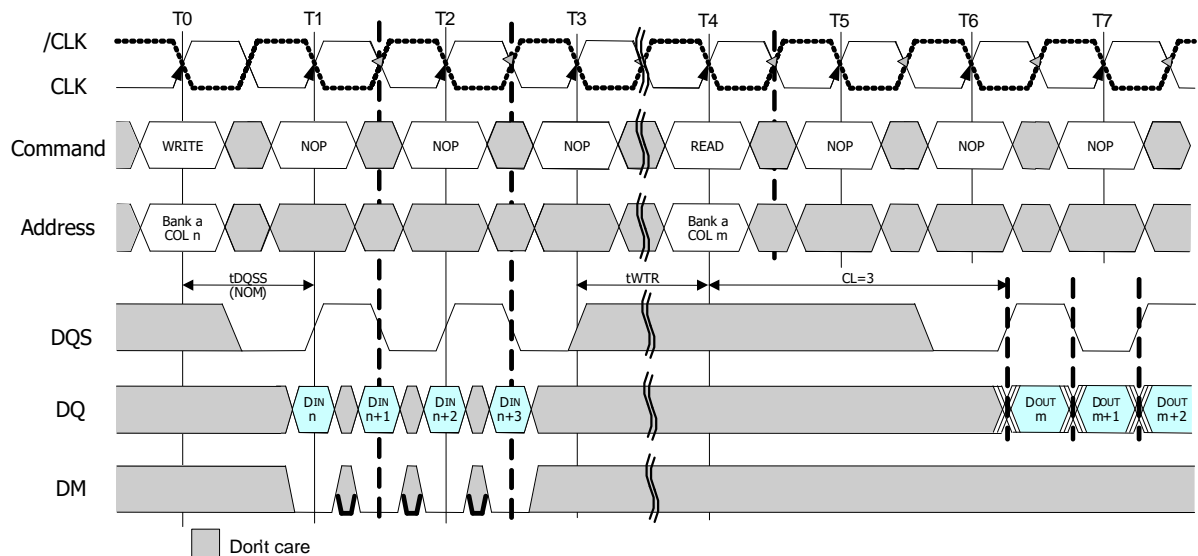 T0 T1 T2 T3 T4 T5 T6 T7
/CLK
CLK
Command WRITE NOP NOP NOP READ NOP NOP NOP
Address Bank a COL n Bank a COL m
tDQSS (NOM) tWTR CL=3
DQS
DQ DIN n DIN n+1 DIN n+2 DIN n+3 DOUT m DOUT m+1 DOUT m+2
DM
Don't care